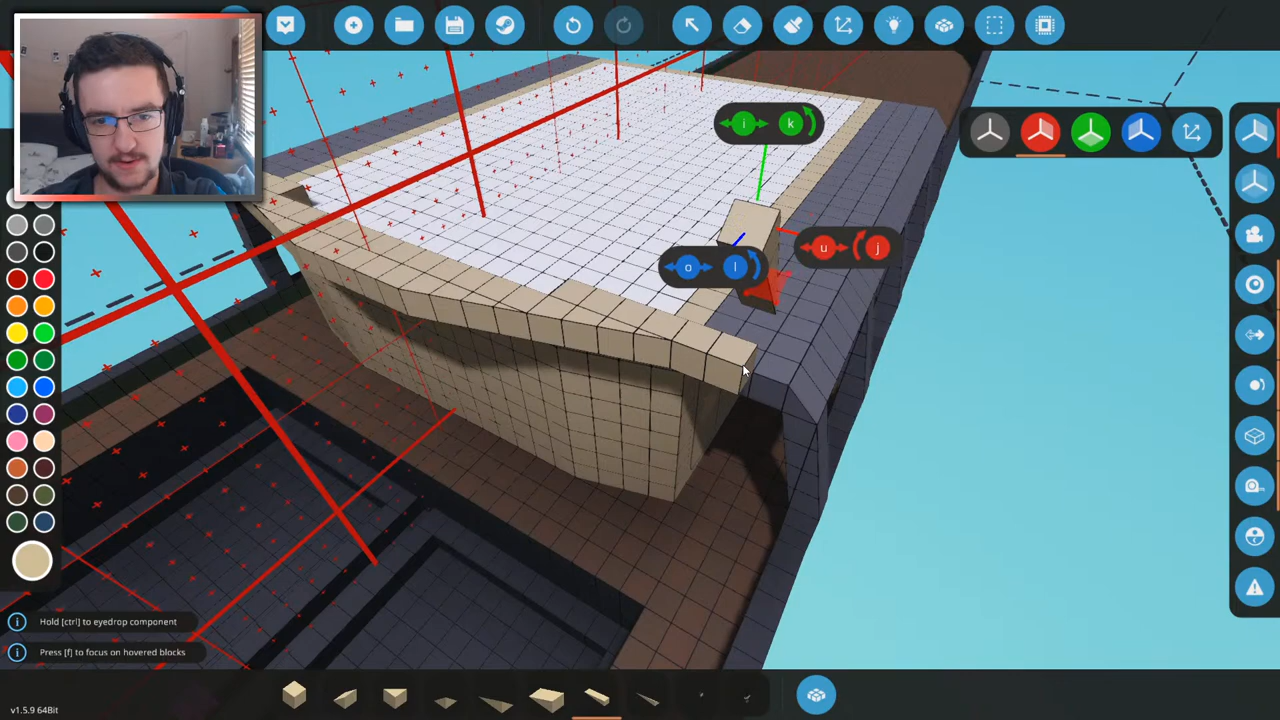 i k
u j
o l
Hold [ctrl] to eyedrop component
Press [f] to focus on hovered blocks
v1.5.9 64Bit